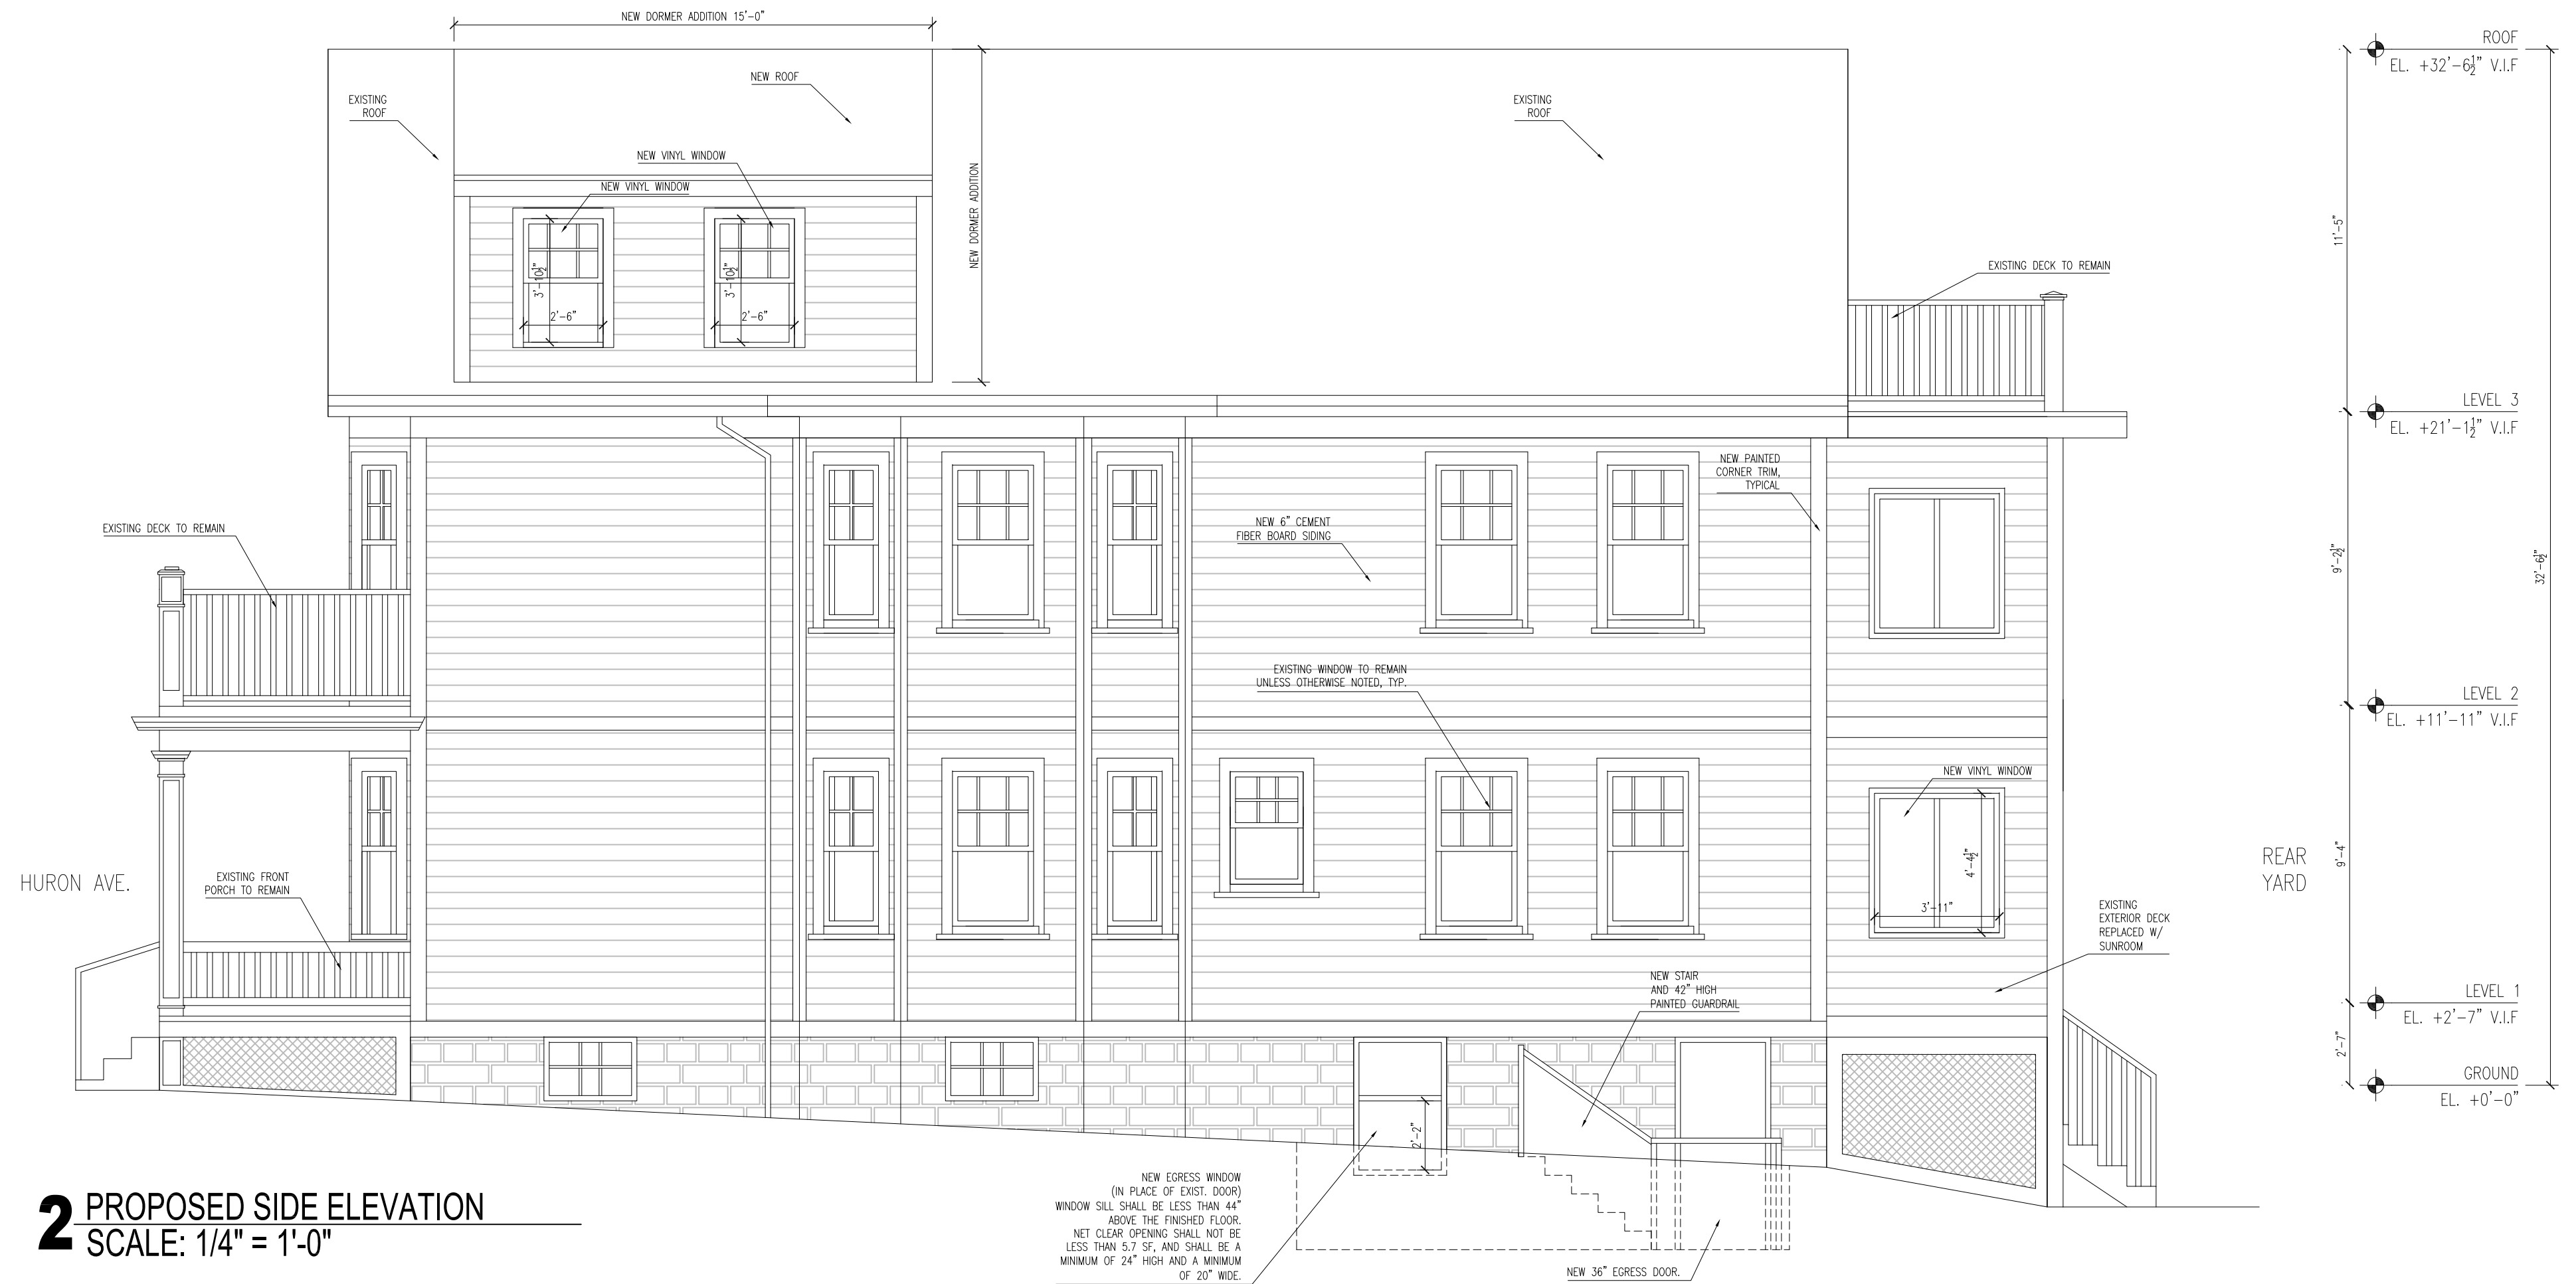 NEW DORMER ADDITION 15'-0"
ROOF
EL. +32'-6½" V.I.F
NEW ROOF
EXISTING
ROOF
EXISTING
ROOF
NEW VINYL WINDOW
NEW VINYL WINDOW
NEW DORMER ADDITION
11'-5"
3'-10½"
2'-6"
3'-10½"
2'-6"
EXISTING DECK TO REMAIN
LEVEL 3
EL. +21'-1½" V.I.F
NEW PAINTED
CORNER TRIM,
TYPICAL
EXISTING DECK TO REMAIN
NEW 6" CEMENT
FIBER BOARD SIDING
9'-2½"
32'-6½"
EXISTING WINDOW TO REMAIN
UNLESS OTHERWISE NOTED, TYP.
LEVEL 2
EL. +11'-11" V.I.F
NEW VINYL WINDOW
4'-4½"
3'-11"
HURON AVE.
EXISTING FRONT
PORCH TO REMAIN
REAR
YARD
9'-4"
EXISTING
EXTERIOR DECK
REPLACED W/
SUNROOM
NEW STAIR
AND 42" HIGH
PAINTED GUARDRAIL
LEVEL 1
EL. +2'-7" V.I.F
2'-7"
GROUND
EL. +0'-0"
2'-2"
NEW EGRESS WINDOW
(IN PLACE OF EXIST. DOOR)
WINDOW SILL SHALL BE LESS THAN 44"
ABOVE THE FINISHED FLOOR.
NET CLEAR OPENING SHALL NOT BE
LESS THAN 5.7 SF, AND SHALL BE A
MINIMUM OF 24" HIGH AND A MINIMUM
OF 20" WIDE.
NEW 36" EGRESS DOOR.
2 PROPOSED SIDE ELEVATION
SCALE: 1/4" = 1'-0"